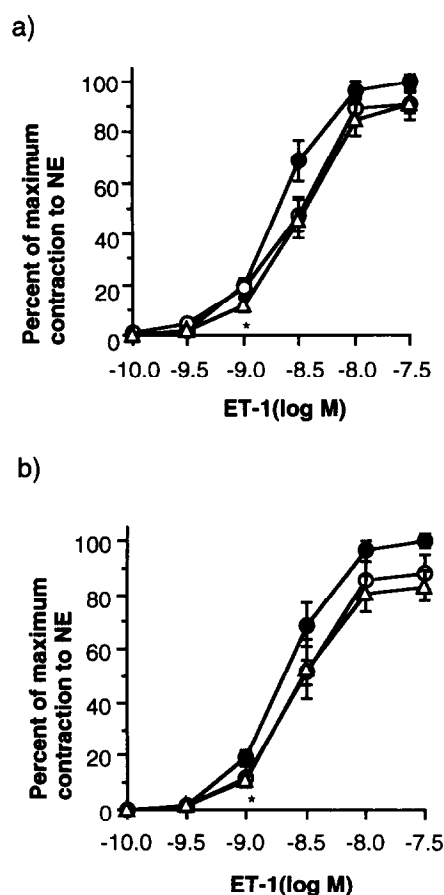 a)
Percent of maximum
contraction to NE
100
80
60
40
20
0
*
-10.0 -9.5 -9.0 -8.5 -8.0 -7.5
ET-1(log M)
b)
Percent of maximum
contraction to NE
100
80
60
40
20
0
*
-10.0 -9.5 -9.0 -8.5 -8.0 -7.5
ET-1(log M)